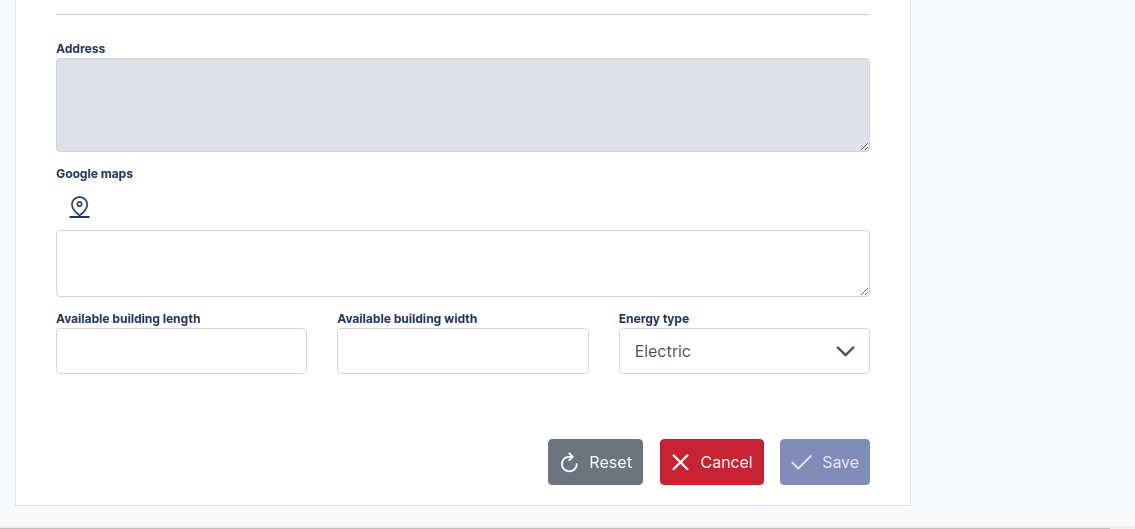 Address
Google maps
Available building length Available building width Energy type
Electric
Reset Cancel Save